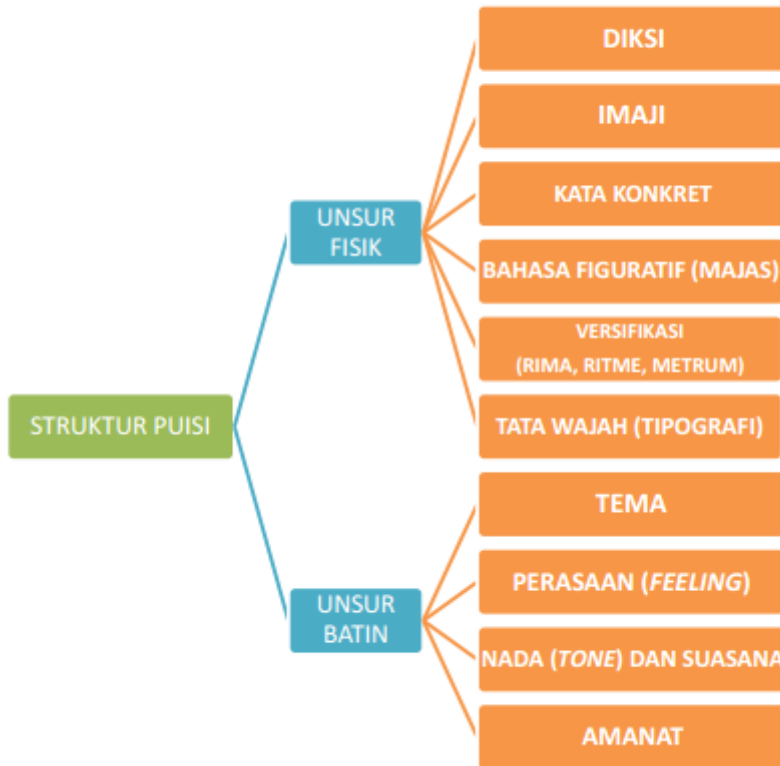 STRUKTUR PUISI
UNSUR
FISIK
DIKSI
IMAJI
KATA KONKRET
BAHASA FIGURATIF (MAJAS)
VERSIFIKASI
(RIMA, RITME, METRUM)
TATA WAJAH (TIPOGRAFI)
UNSUR
BATIN
TEMA
PERASAAN (FEELING)
NADA (TONE) DAN SUASANA
AMANAT